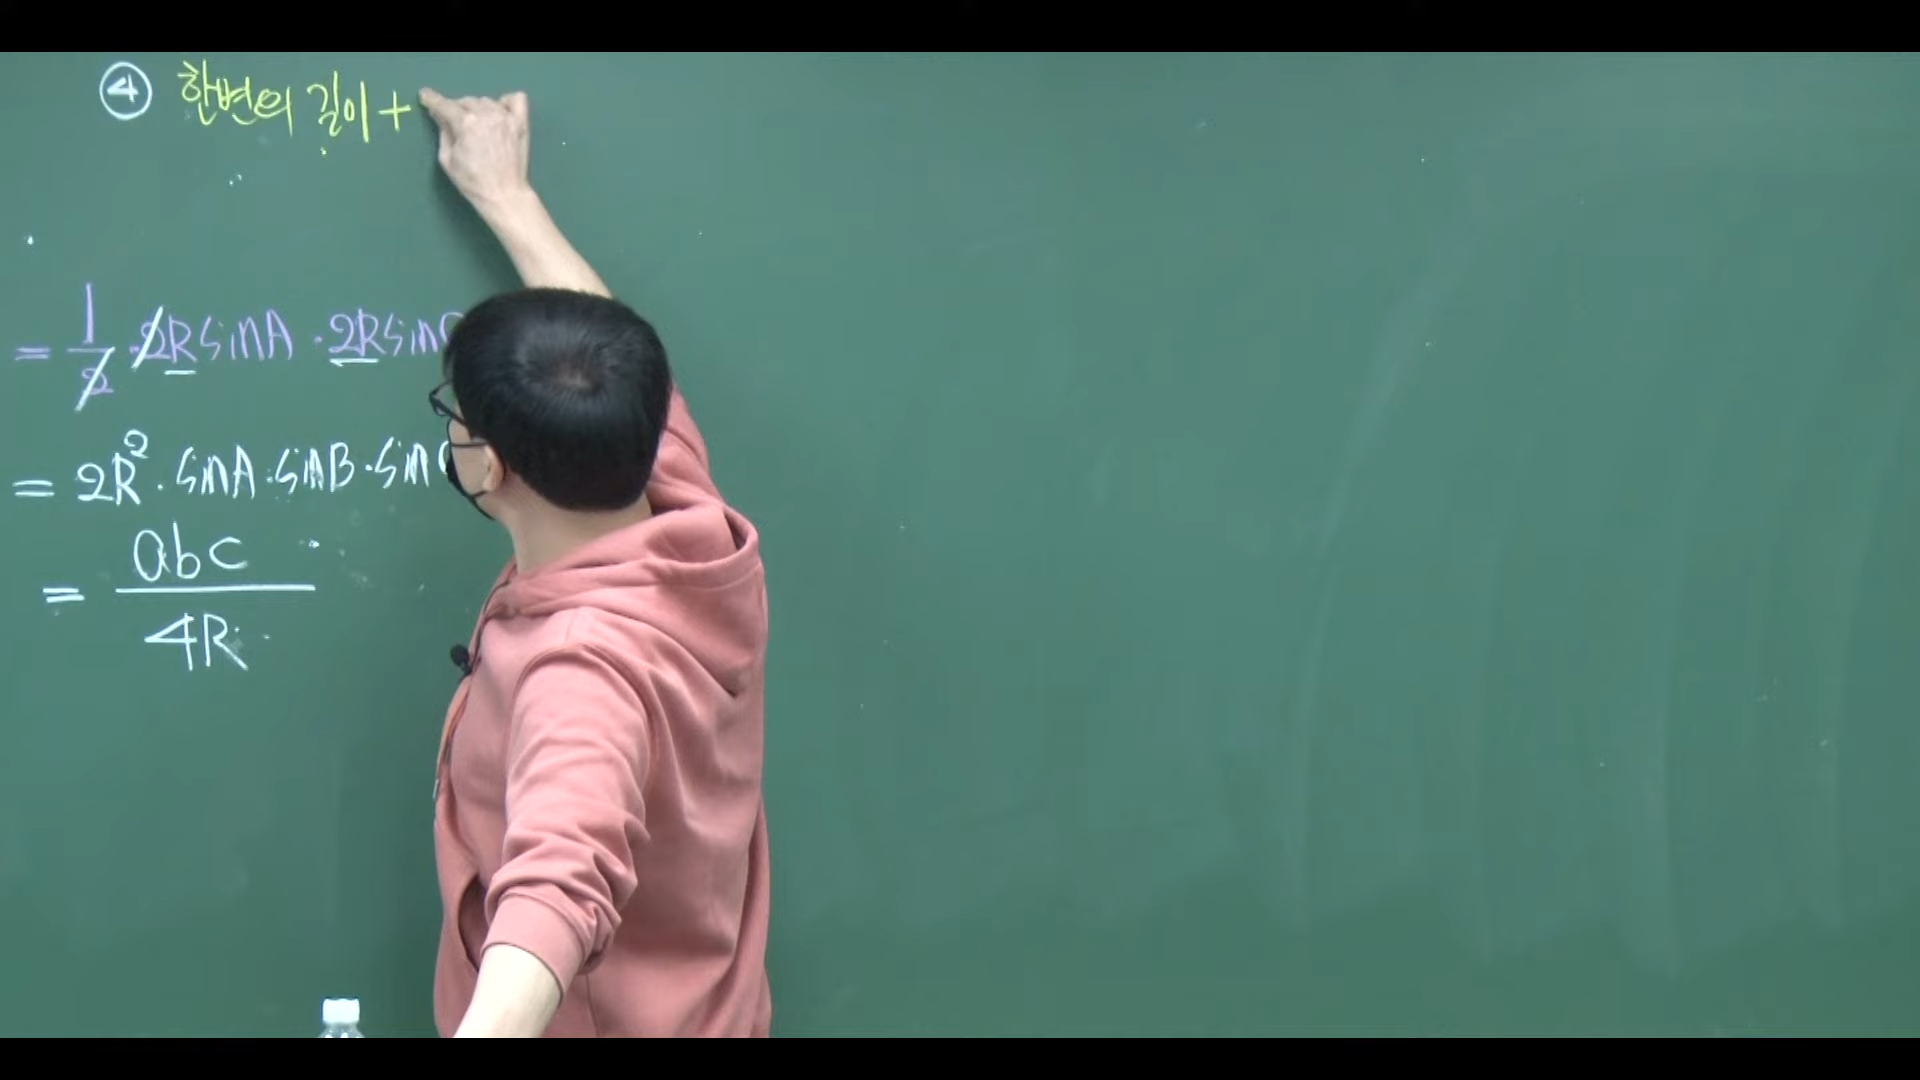 ④ 한변의 길이 +
= 1/2 · 2R sinA · 2R sin
= 2R² · sinA · sinB · sin
= abc/4R